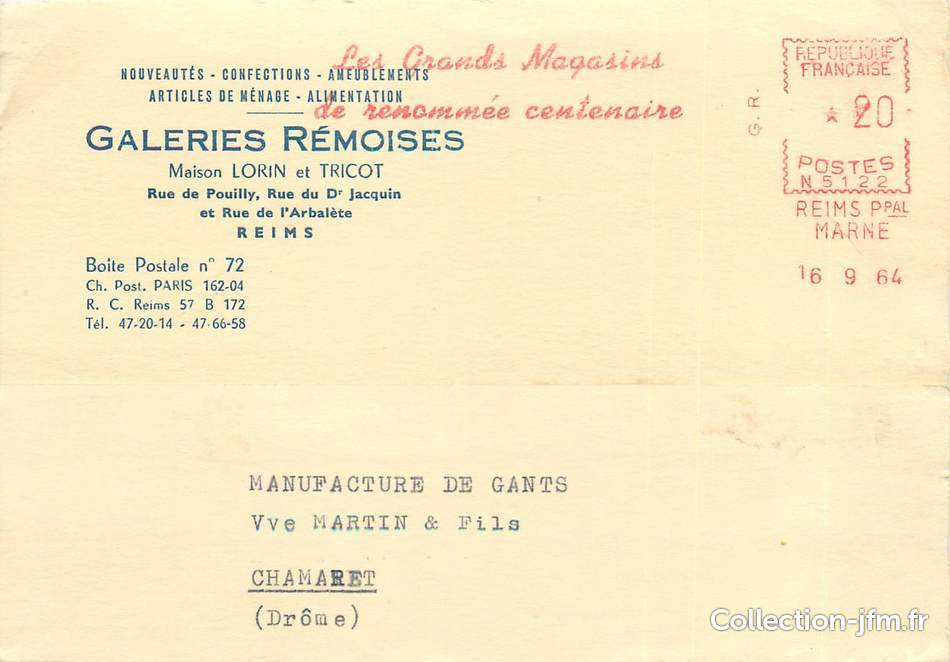 Les Grands Magasins
de renommée centenaire
NOUVEAUTÉS - CONFECTIONS - AMEUBLEMENTS
ARTICLES DE MÉNAGE - ALIMENTATION
GALERIES RÉMOISES
Maison LORIN et TRICOT
Rue de Pouilly, Rue du Dr Jacquin
et Rue de l'Arbalète
REIMS
Boite Postale n° 72
Ch. Post. PARIS 162-04
R. C. Reims 57 B 172
Tél. 47-20-14 - 47-66-58
G.R.
REPUBLIQUE
FRANÇAISE
* 20
POSTES
N 5122
REIMS PPAL
MARNE
16 9 64
MANUFACTURE DE GANTS
Vve MARTIN & Fils
CHAMARET
(Drôme)
Collection-jfm.fr